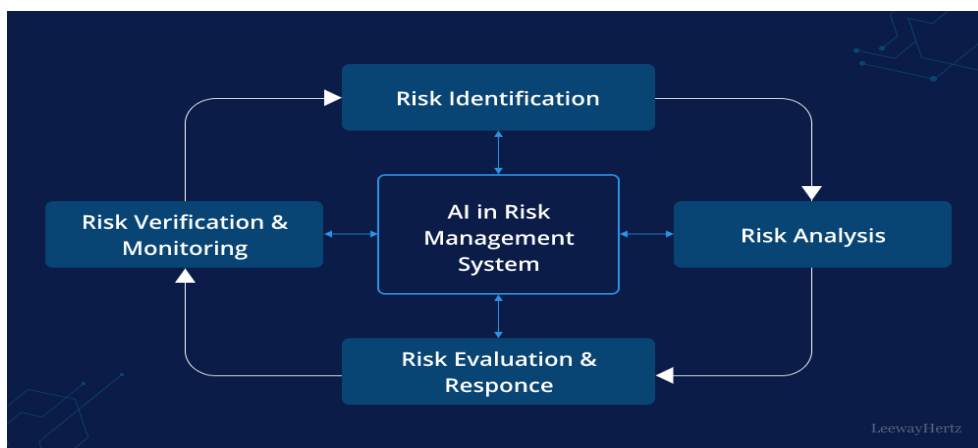 Risk Identification
Risk Verification &
Monitoring
AI in Risk
Management
System
Risk Analysis
Risk Evaluation &
Responce
LeewayHertz